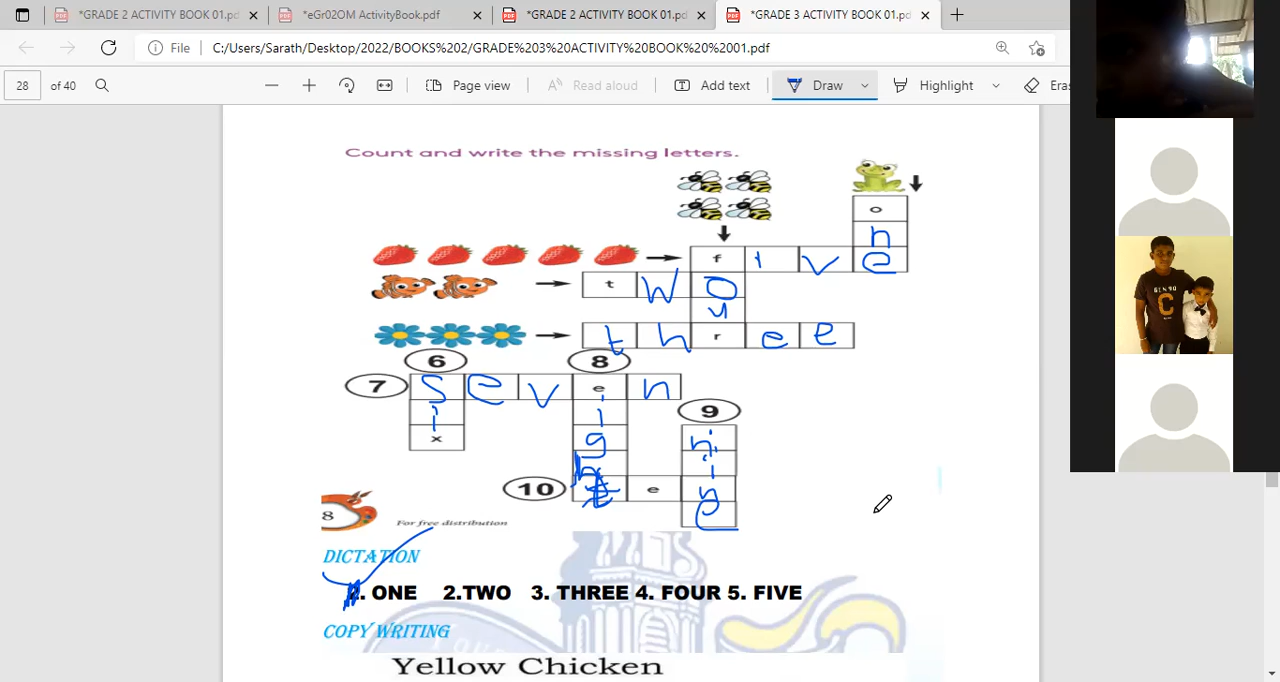 *GRADE 2 ACTIVITY BOOK 01.pd
*eGr02OM ActivityBook.pdf
*GRADE 2 ACTIVITY BOOK 01.pd
*GRADE 3 ACTIVITY BOOK 01.pd
File C:/Users/Sarath/Desktop/2022/BOOKS%202/GRADE%203%20ACTIVITY%20BOOK%20%2001.pdf
28 of 40 Page view Read aloud Add text Draw Highlight Eras
Count and write the missing letters.
o
n
f i v e
t w o
u
t h r e e
6 8
7 s e v e n
i i
9
x g n
h i
10 t e n
e
8
For free distribution
DICTATION
1. ONE 2.TWO 3. THREE 4. FOUR 5. FIVE
COPY WRITING
Yellow Chicken